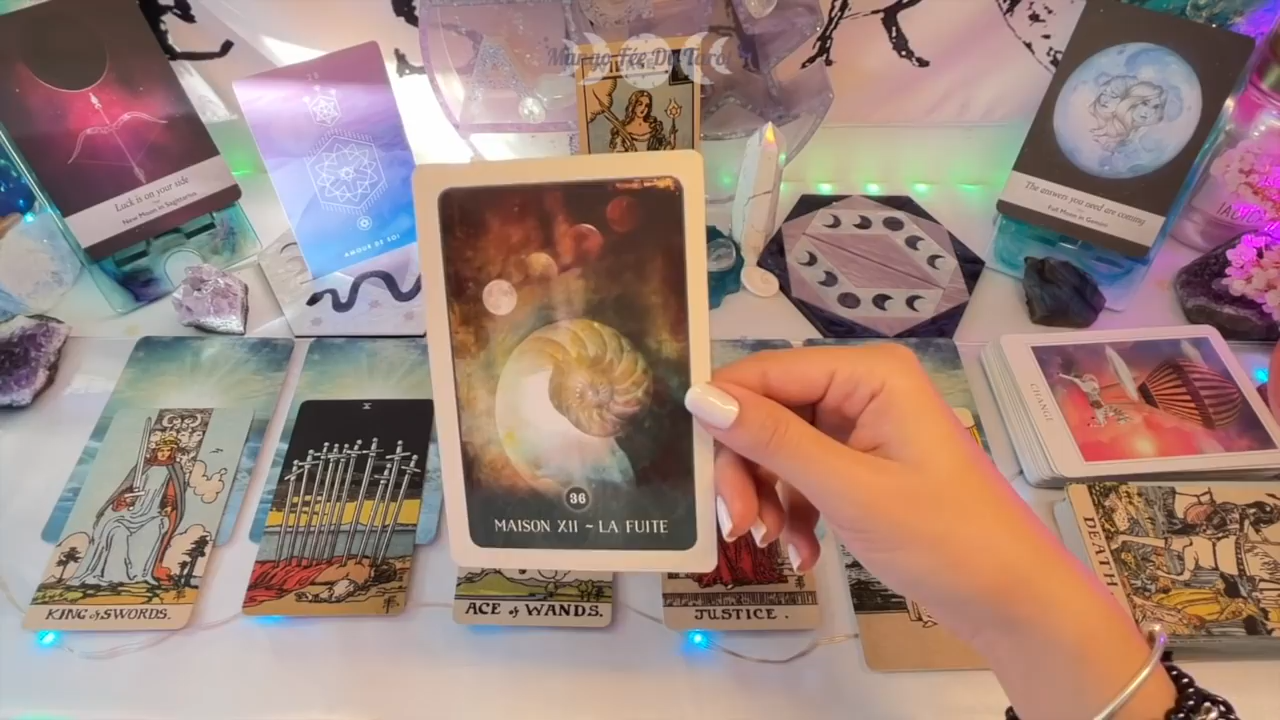 Mango Fée Du Tarot
Luck is on your side
New Moon in Sagittarius
AMOUR DE SOI
The answers you need are coming
Full Moon in Gemini
CHANGE
36
MAISON XII ~ LA FUITE
KING of SWORDS.
X
ACE of WANDS.
JUSTICE .
DEATH